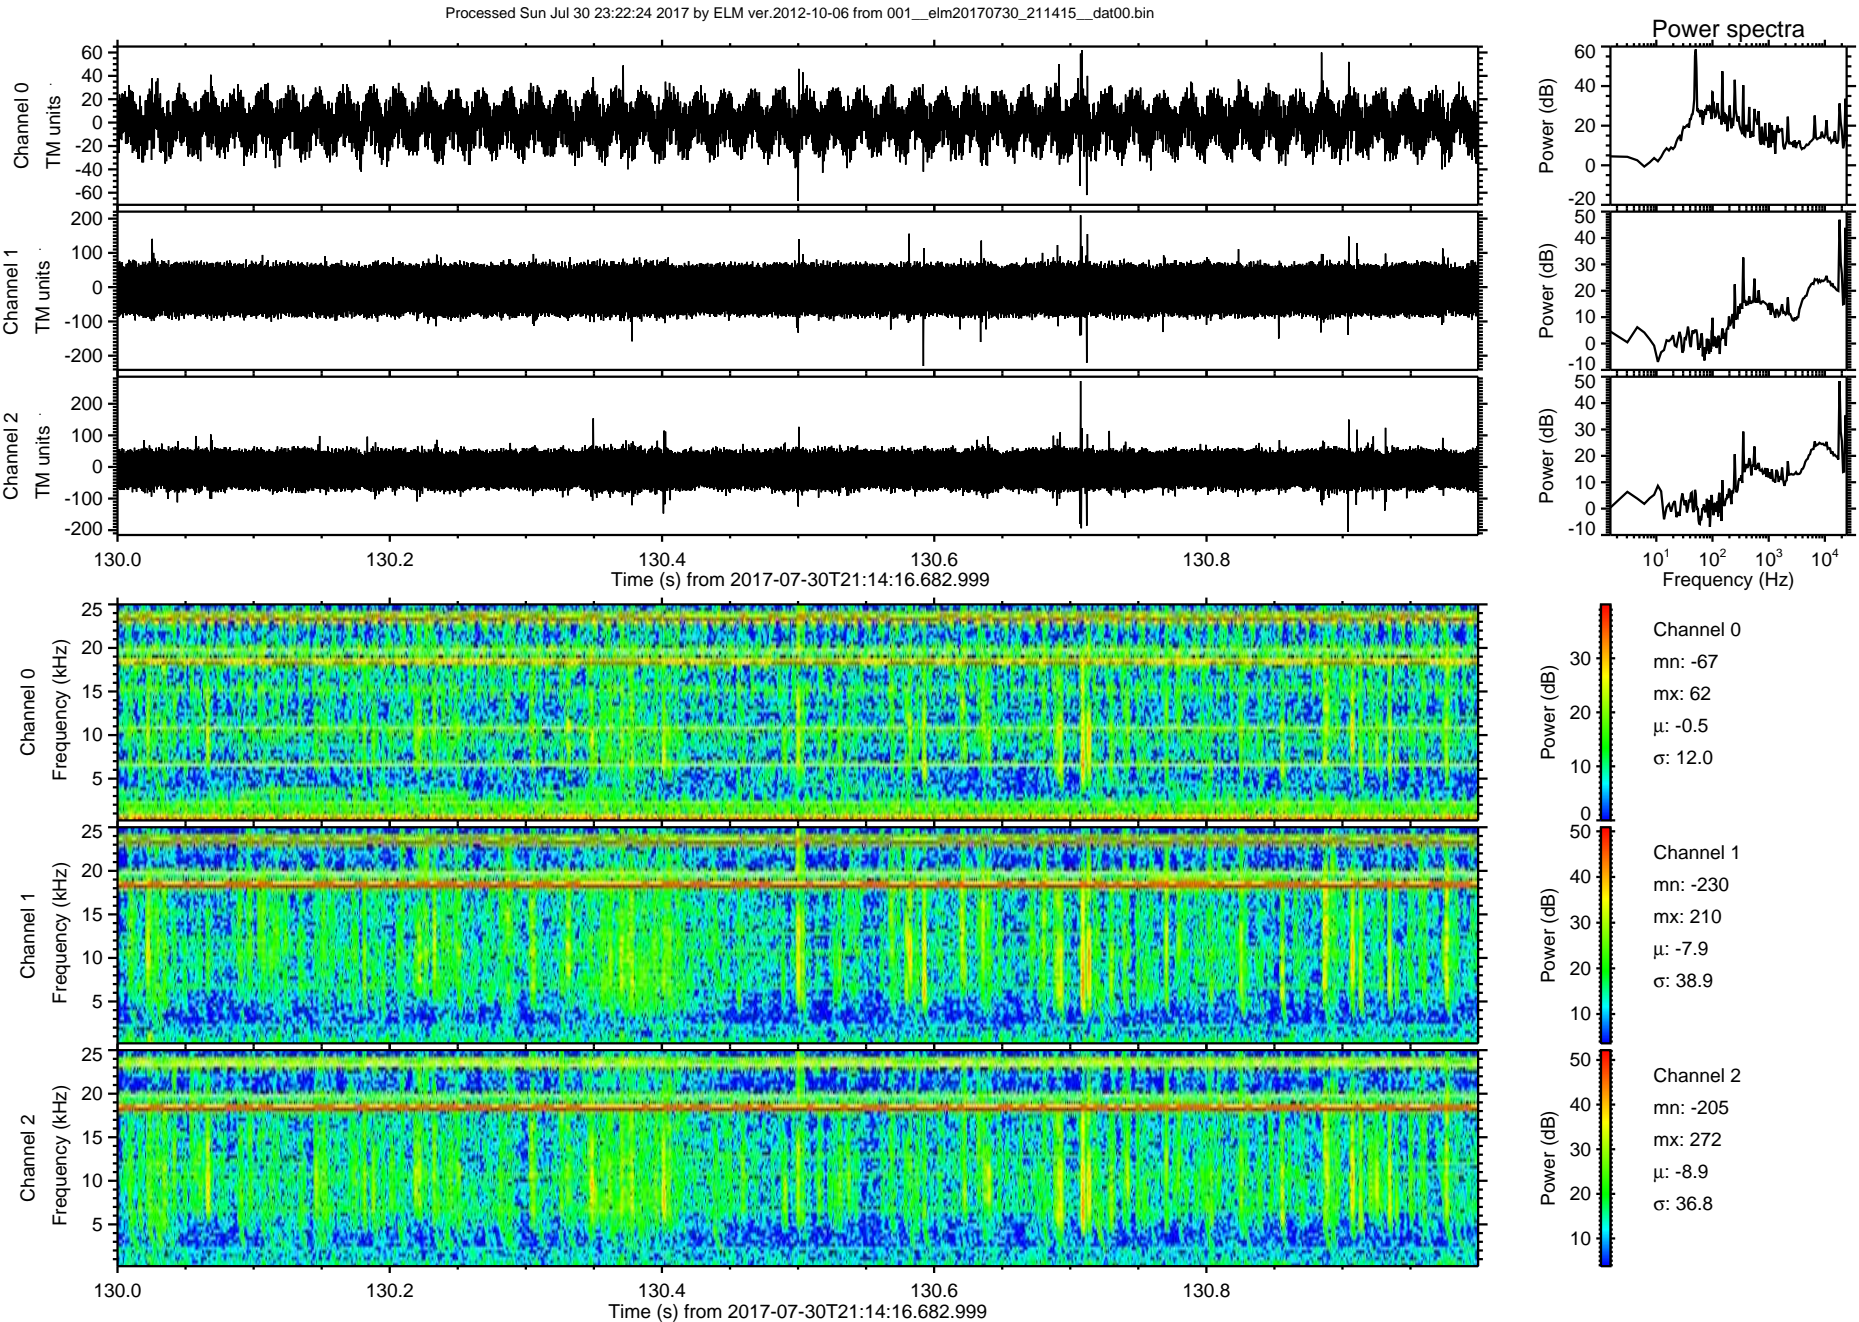 Processed Sun Jul 30 23:22:24 2017 by ELM ver.2012-10-06 from 001__elm20170730_211415__dat00.bin
Power spectra
Channel 0
TM units
60
40
20
0
-20
-40
-60
Power (dB)
60
40
20
0
-20
Channel 1
TM units
200
100
0
-100
-200
Power (dB)
50
40
30
20
10
0
-10
Channel 2
TM units
200
100
0
-100
-200
Power (dB)
50
40
30
20
10
0
-10
130.0 130.2 130.4 130.6 130.8
Time (s) from 2017-07-30T21:14:16.682.999
10^1 10^2 10^3 10^4
Frequency (Hz)
Channel 0
Frequency (kHz)
25
20
15
10
5
Power (dB)
30
20
10
0
Channel 0
mn: -67
mx: 62
μ: -0.5
σ: 12.0
Channel 1
Frequency (kHz)
25
20
15
10
5
Power (dB)
50
40
30
20
10
Channel 1
mn: -230
mx: 210
μ: -7.9
σ: 38.9
Channel 2
Frequency (kHz)
25
20
15
10
5
Power (dB)
50
40
30
20
10
Channel 2
mn: -205
mx: 272
μ: -8.9
σ: 36.8
130.0 130.2 130.4 130.6 130.8
Time (s) from 2017-07-30T21:14:16.682.999